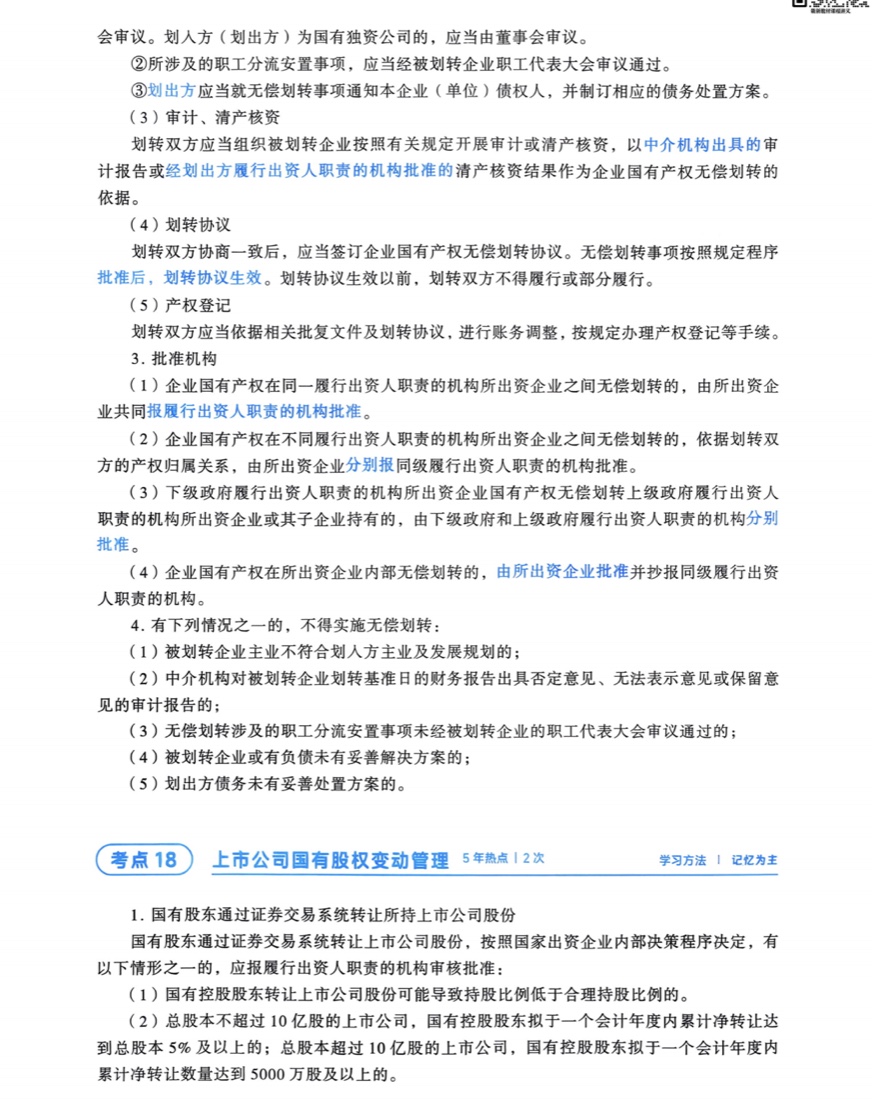 会审议。划入方（划出方）为国有独资公司的，应当由董事会审议。
②所涉及的职工分流安置事项，应当经被划转企业职工代表大会审议通过。
③划出方应当就无偿划转事项通知本企业（单位）债权人，并制订相应的债务处置方案。
（3）审计、清产核资
划转双方应当组织被划转企业按照有关规定开展审计或清产核资，以中介机构出具的审
计报告或经划出方履行出资人职责的机构批准的清产核资结果作为企业国有产权无偿划转的
依据。
（4）划转协议
划转双方协商一致后，应当签订企业国有产权无偿划转协议。无偿划转事项按照规定程序
批准后，划转协议生效。划转协议生效以前，划转双方不得履行或部分履行。
（5）产权登记
划转双方应当依据相关批复文件及划转协议，进行账务调整，按规定办理产权登记等手续。
3. 批准机构
（1）企业国有产权在同一履行出资人职责的机构所出资企业之间无偿划转的，由所出资企
业共同报履行出资人职责的机构批准。
（2）企业国有产权在不同履行出资人职责的机构所出资企业之间无偿划转的，依据划转双
方的产权归属关系，由所出资企业分别报同级履行出资人职责的机构批准。
（3）下级政府履行出资人职责的机构所出资企业国有产权无偿划转上级政府履行出资人
职责的机构所出资企业或其子企业持有的，由下级政府和上级政府履行出资人职责的机构分别
批准。
（4）企业国有产权在所出资企业内部无偿划转的，由所出资企业批准并抄报同级履行出资
人职责的机构。
4. 有下列情况之一的，不得实施无偿划转：
（1）被划转企业主业不符合划入方主业及发展规划的；
（2）中介机构对被划转企业划转基准日的财务报告出具否定意见、无法表示意见或保留意
见的审计报告的；
（3）无偿划转涉及的职工分流安置事项未经被划转企业的职工代表大会审议通过的；
（4）被划转企业或有负债未有妥善解决方案的；
（5）划出方债务未有妥善处置方案的。
考点 18 上市公司国有股权变动管理 5 年热点 | 2 次 学习方法 | 记忆为主
1. 国有股东通过证券交易系统转让所持上市公司股份
国有股东通过证券交易系统转让上市公司股份，按照国家出资企业内部决策程序决定，有
以下情形之一的，应报履行出资人职责的机构审核批准：
（1）国有控股股东转让上市公司股份可能导致持股比例低于合理持股比例的。
（2）总股本不超过 10 亿股的上市公司，国有控股股东拟于一个会计年度内累计净转让达
到总股本 5% 及以上的；总股本超过 10 亿股的上市公司，国有控股股东拟于一个会计年度内
累计净转让数量达到 5000 万股及以上的。